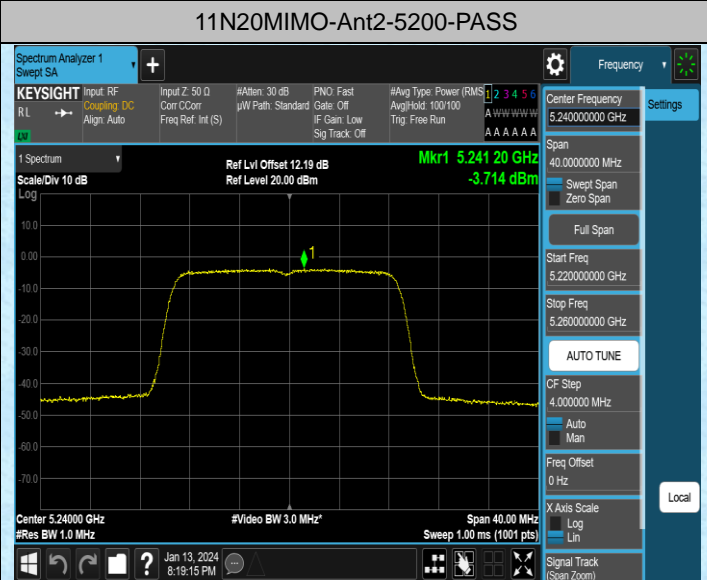 11N20MIMO-Ant2-5200-PASS
Spectrum Analyzer 1
Swept SA
Frequency
KEYSIGHT
RL
Input: RF
Coupling: DC
Align: Auto
Input Z: 50 Ω
Corr CCorr
Freq Ref: Int (S)
#Atten: 30 dB
µW Path: Standard
PNO: Fast
Gate: Off
IF Gain: Low
Sig Track: Off
#Avg Type: Power (RMS
Avg|Hold: 100/100
Trig: Free Run
1 2 3 4 5 6
A W W W W W
A A A A A A
1 Spectrum
Scale/Div 10 dB
Log
Ref Lvl Offset 12.19 dB
Ref Level 20.00 dBm
Mkr1 5.241 20 GHz
-3.714 dBm
10.0
0.00
-10.0
-20.0
-30.0
-40.0
-50.0
-60.0
-70.0
1
Center 5.24000 GHz
#Res BW 1.0 MHz
#Video BW 3.0 MHz*
Span 40.00 MHz
Sweep 1.00 ms (1001 pts)
Jan 13, 2024
8:19:15 PM
Center Frequency
5.240000000 GHz
Span
40.0000000 MHz
Swept Span
Zero Span
Full Span
Start Freq
5.220000000 GHz
Stop Freq
5.260000000 GHz
AUTO TUNE
CF Step
4.000000 MHz
Auto
Man
Freq Offset
0 Hz
X Axis Scale
Log
Lin
Signal Track
(Span Zoom)
Settings
Local